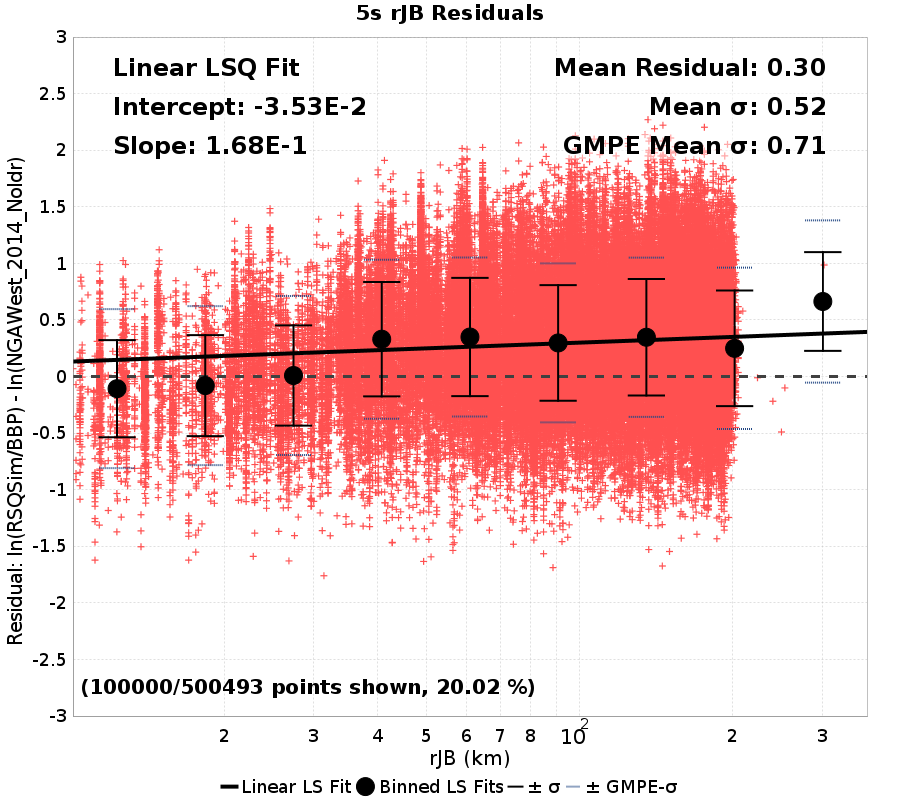 5s rJB Residuals
Linear LSQ Fit
Intercept: -3.53E-2
Slope: 1.68E-1
Mean Residual: 0.30
Mean σ: 0.52
GMPE Mean σ: 0.71
Residual: ln(RSQSim/BBP) - ln(NGAWest_2014_NoIdr)
3
2.5
2
1.5
1
0.5
0
-0.5
-1
-1.5
-2
-2.5
-3
(100000/500493 points shown, 20.02 %)
2 3 4 5 6 7 8 10² 2 3
rJB (km)
Linear LS Fit Binned LS Fits ± σ ± GMPE-σ